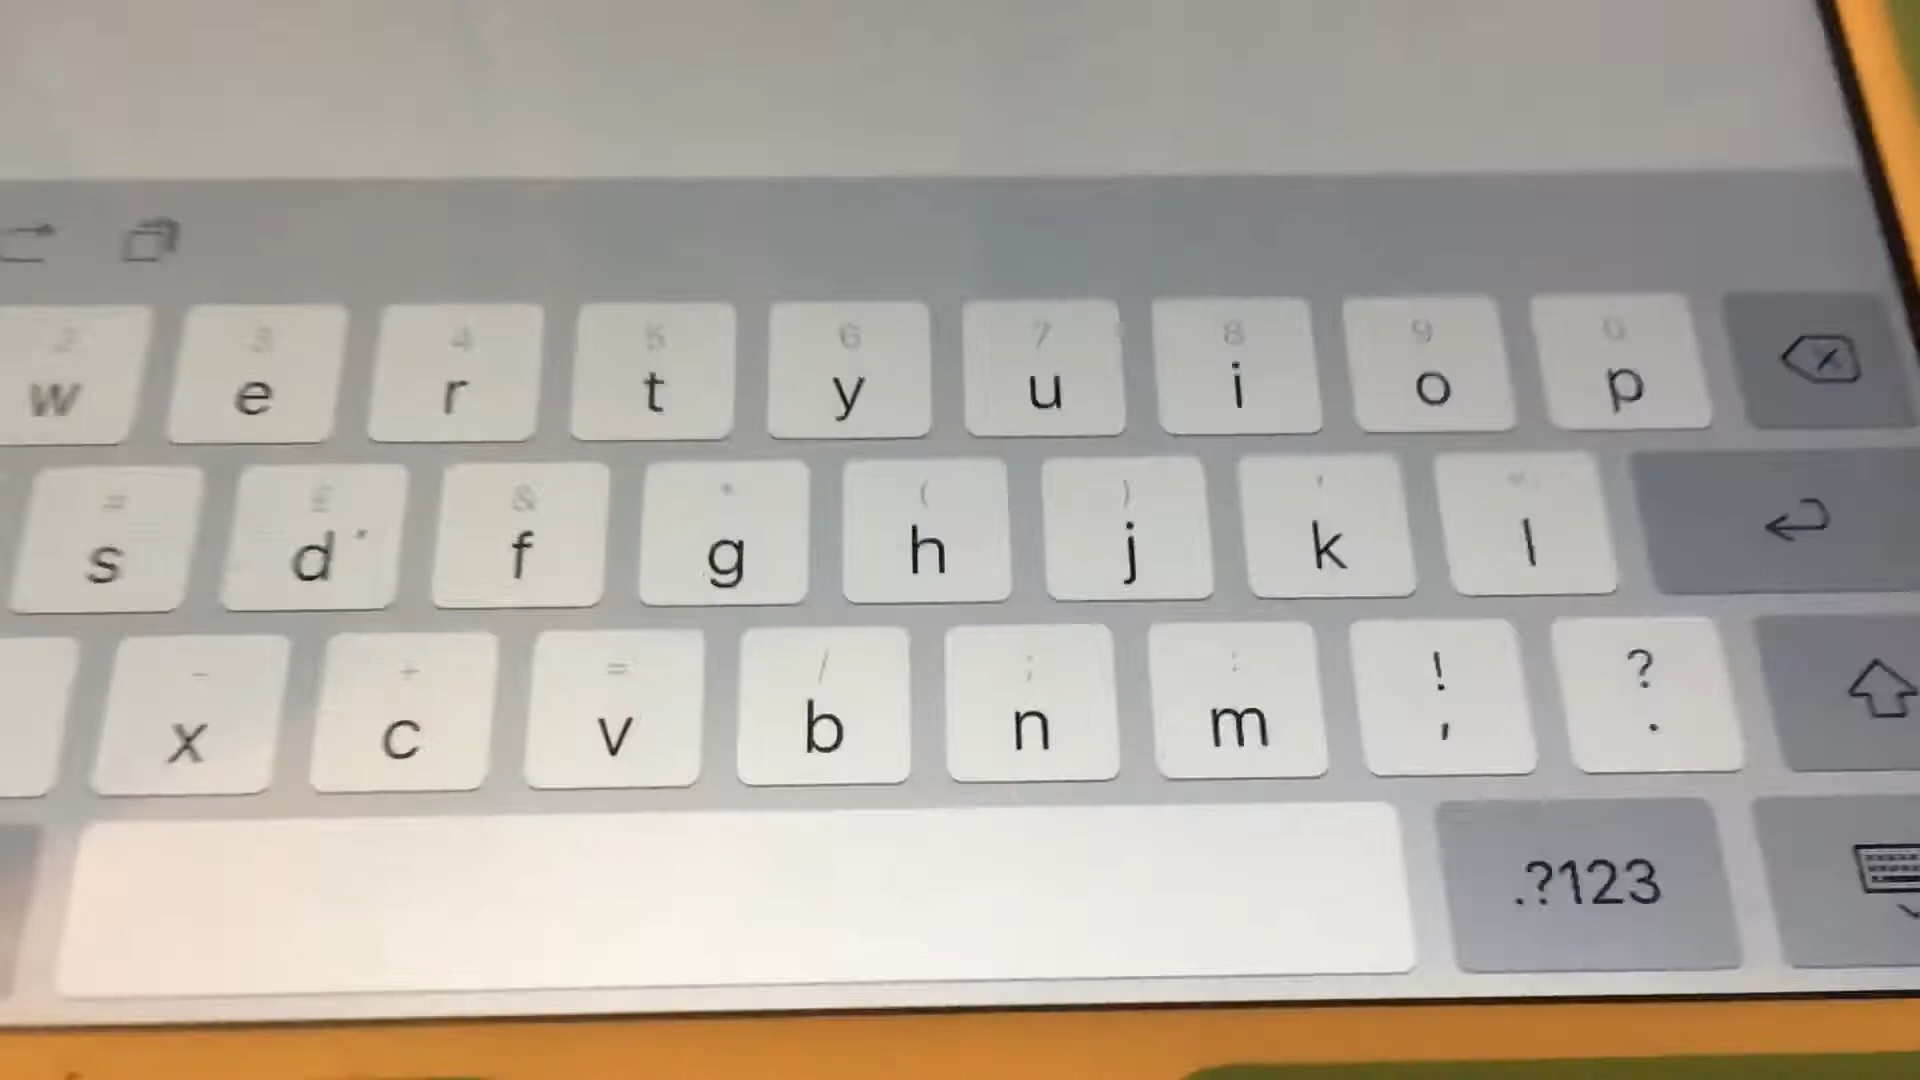 2 3 4 5 6 7 8 9 0
w e r t y u i o p
£ & * ( ) '
s d f g h j k l
- + = / ; : ! ?
x c v b n m , .
.?123